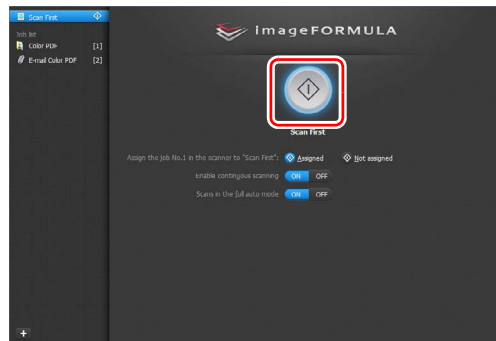 Scan First
Job list
Color PDF [1]
E-mail Color PDF [2]
imageFORMULA
Scan First
Assign the job No.1 in the scanner to "Scan First": Assigned Not assigned
Enable continuous scanning ON OFF
Scans in the full auto mode ON OFF
+